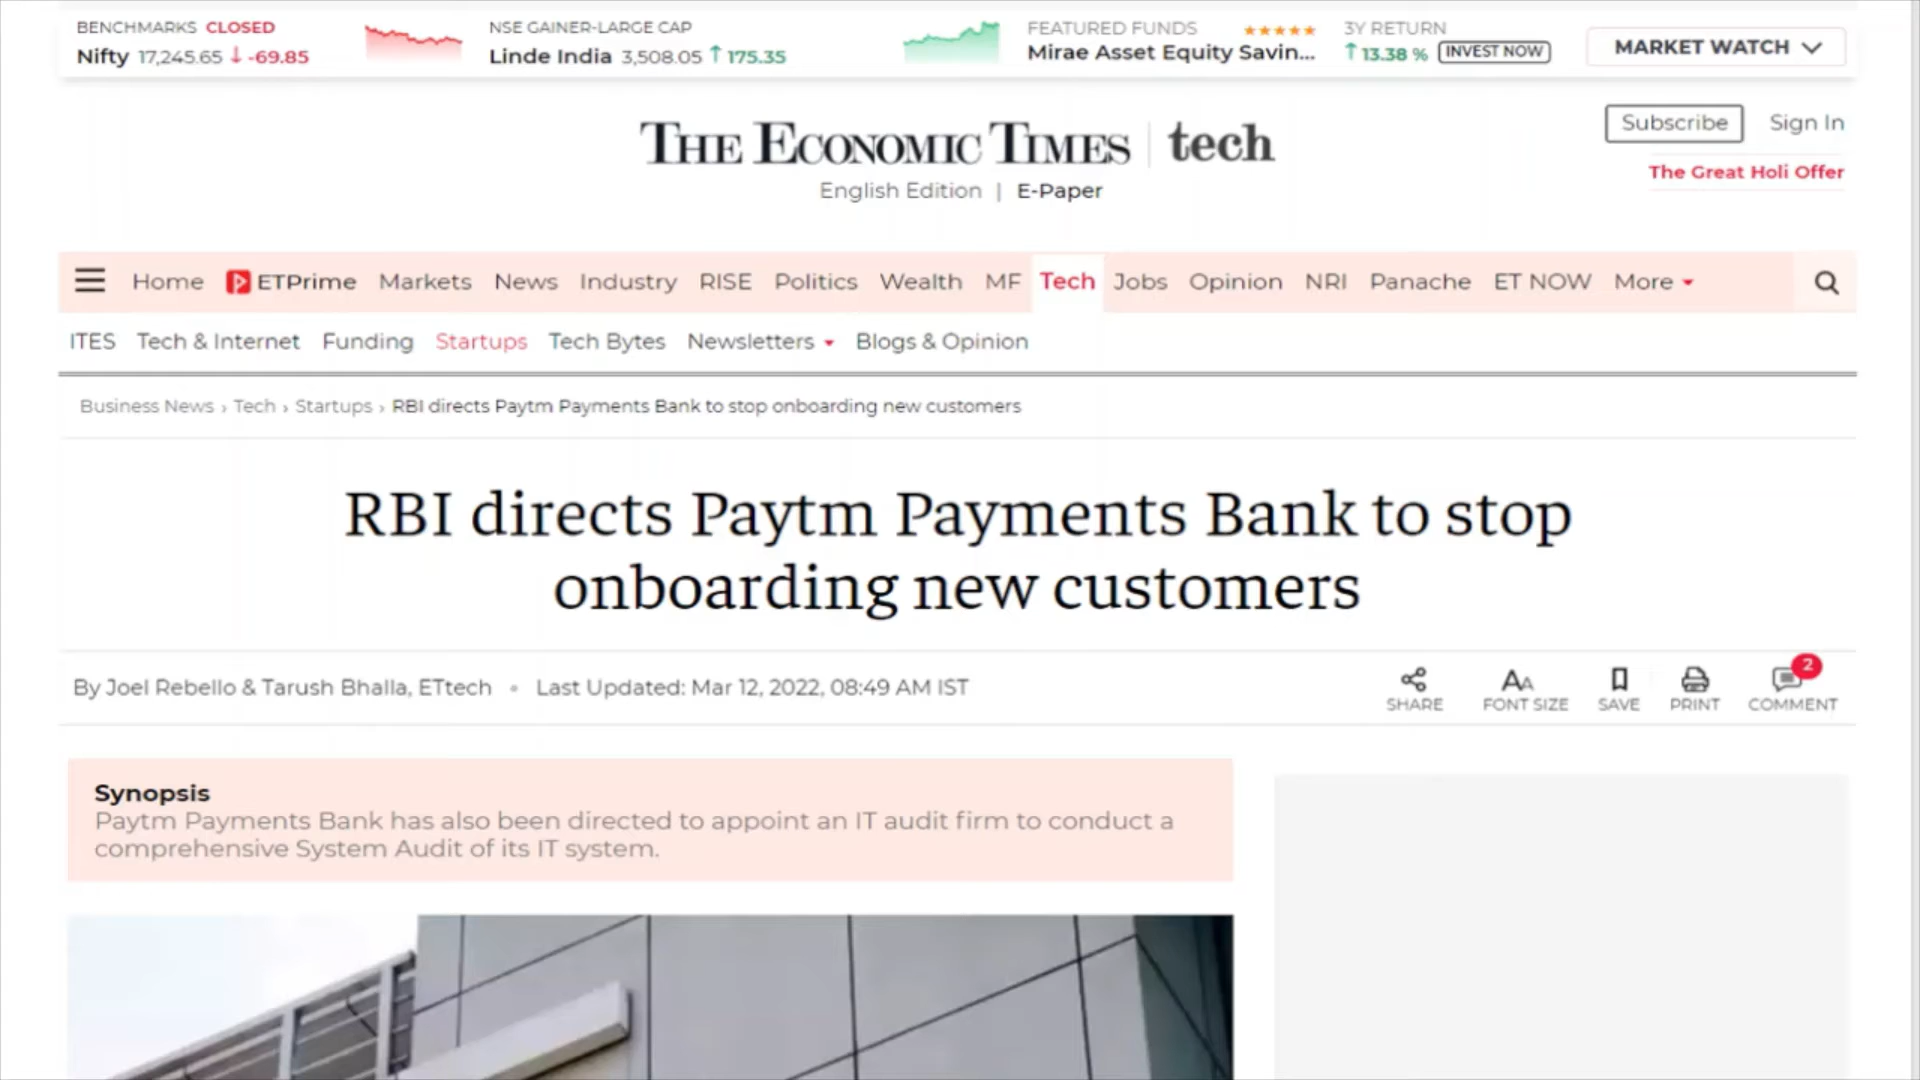 BENCHMARKS CLOSED
Nifty 17,245.65 ↓ -69.85
NSE GAINER-LARGE CAP
Linde India 3,508.05 ↑ 175.35
FEATURED FUNDS ★★★★★
Mirae Asset Equity Savin...
3Y RETURN
↑ 13.38 % INVEST NOW
MARKET WATCH
THE ECONOMIC TIMES | tech
English Edition | E-Paper
Subscribe Sign In
The Great Holi Offer
Home ETPrime Markets News Industry RISE Politics Wealth MF Tech Jobs Opinion NRI Panache ET NOW More
ITES Tech & Internet Funding Startups Tech Bytes Newsletters Blogs & Opinion
Business News › Tech › Startups › RBI directs Paytm Payments Bank to stop onboarding new customers
RBI directs Paytm Payments Bank to stop
onboarding new customers
By Joel Rebello & Tarush Bhalla, ETtech • Last Updated: Mar 12, 2022, 08:49 AM IST
SHARE FONT SIZE SAVE PRINT COMMENT 2
Synopsis
Paytm Payments Bank has also been directed to appoint an IT audit firm to conduct a
comprehensive System Audit of its IT system.